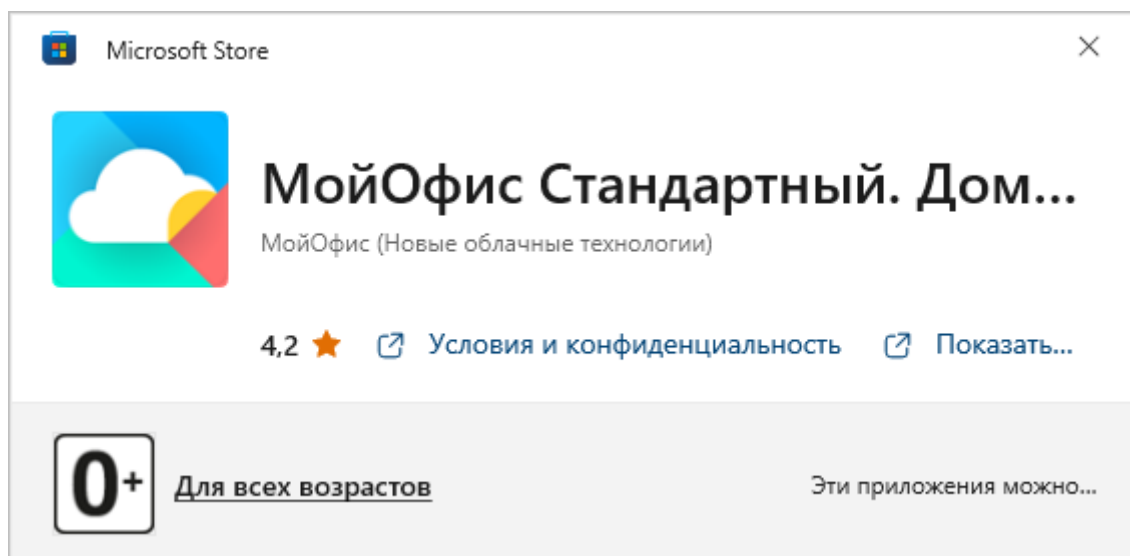 Microsoft Store
МойОфис Стандартный. Дом...
МойОфис (Новые облачные технологии)
4,2 Условия и конфиденциальность Показать...
0+ Для всех возрастов Эти приложения можно...